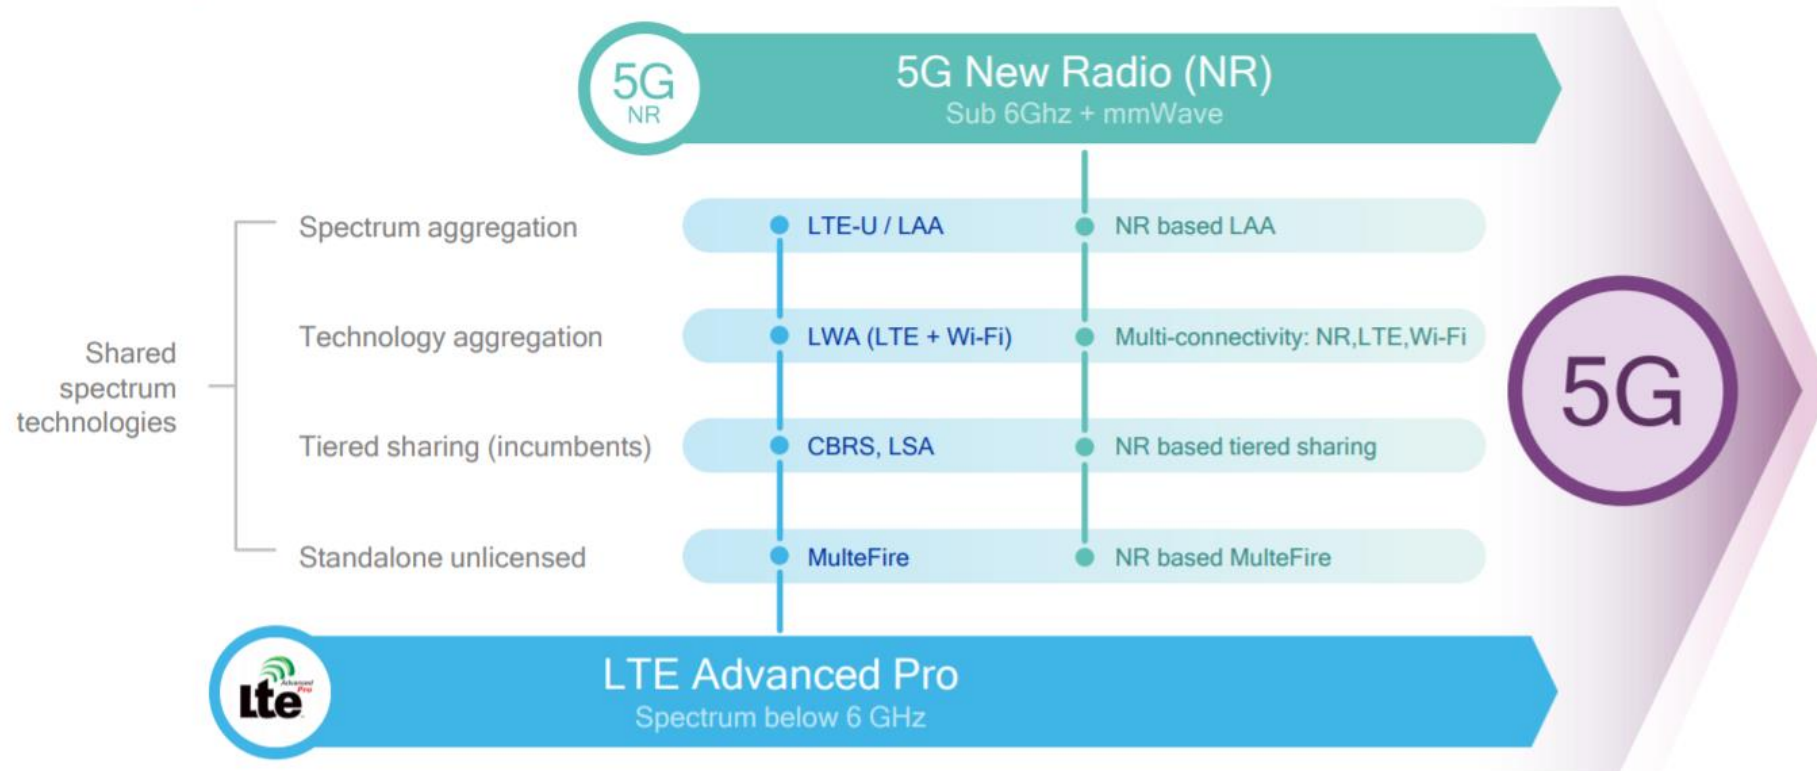 5G
NR
5G New Radio (NR)
Sub 6Ghz + mmWave
Shared
spectrum
technologies
Spectrum aggregation
LTE-U / LAA
NR based LAA
Technology aggregation
LWA (LTE + Wi-Fi)
Multi-connectivity: NR,LTE,Wi-Fi
Tiered sharing (incumbents)
CBRS, LSA
NR based tiered sharing
Standalone unlicensed
MulteFire
NR based MulteFire
5G
Lte
Advanced
Pro
LTE Advanced Pro
Spectrum below 6 GHz